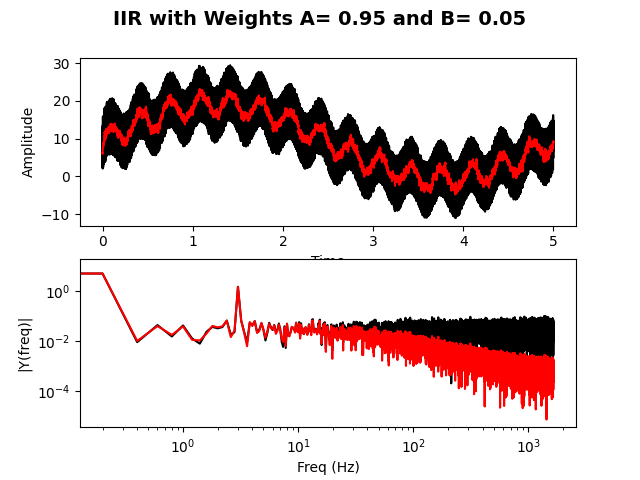 IIR with Weights A= 0.95 and B= 0.05
30
20
10
0
−10
Amplitude
0 1 2 3 4 5
Time
10⁰
10⁻²
10⁻⁴
|Y(freq)|
10⁰ 10¹ 10² 10³
Freq (Hz)